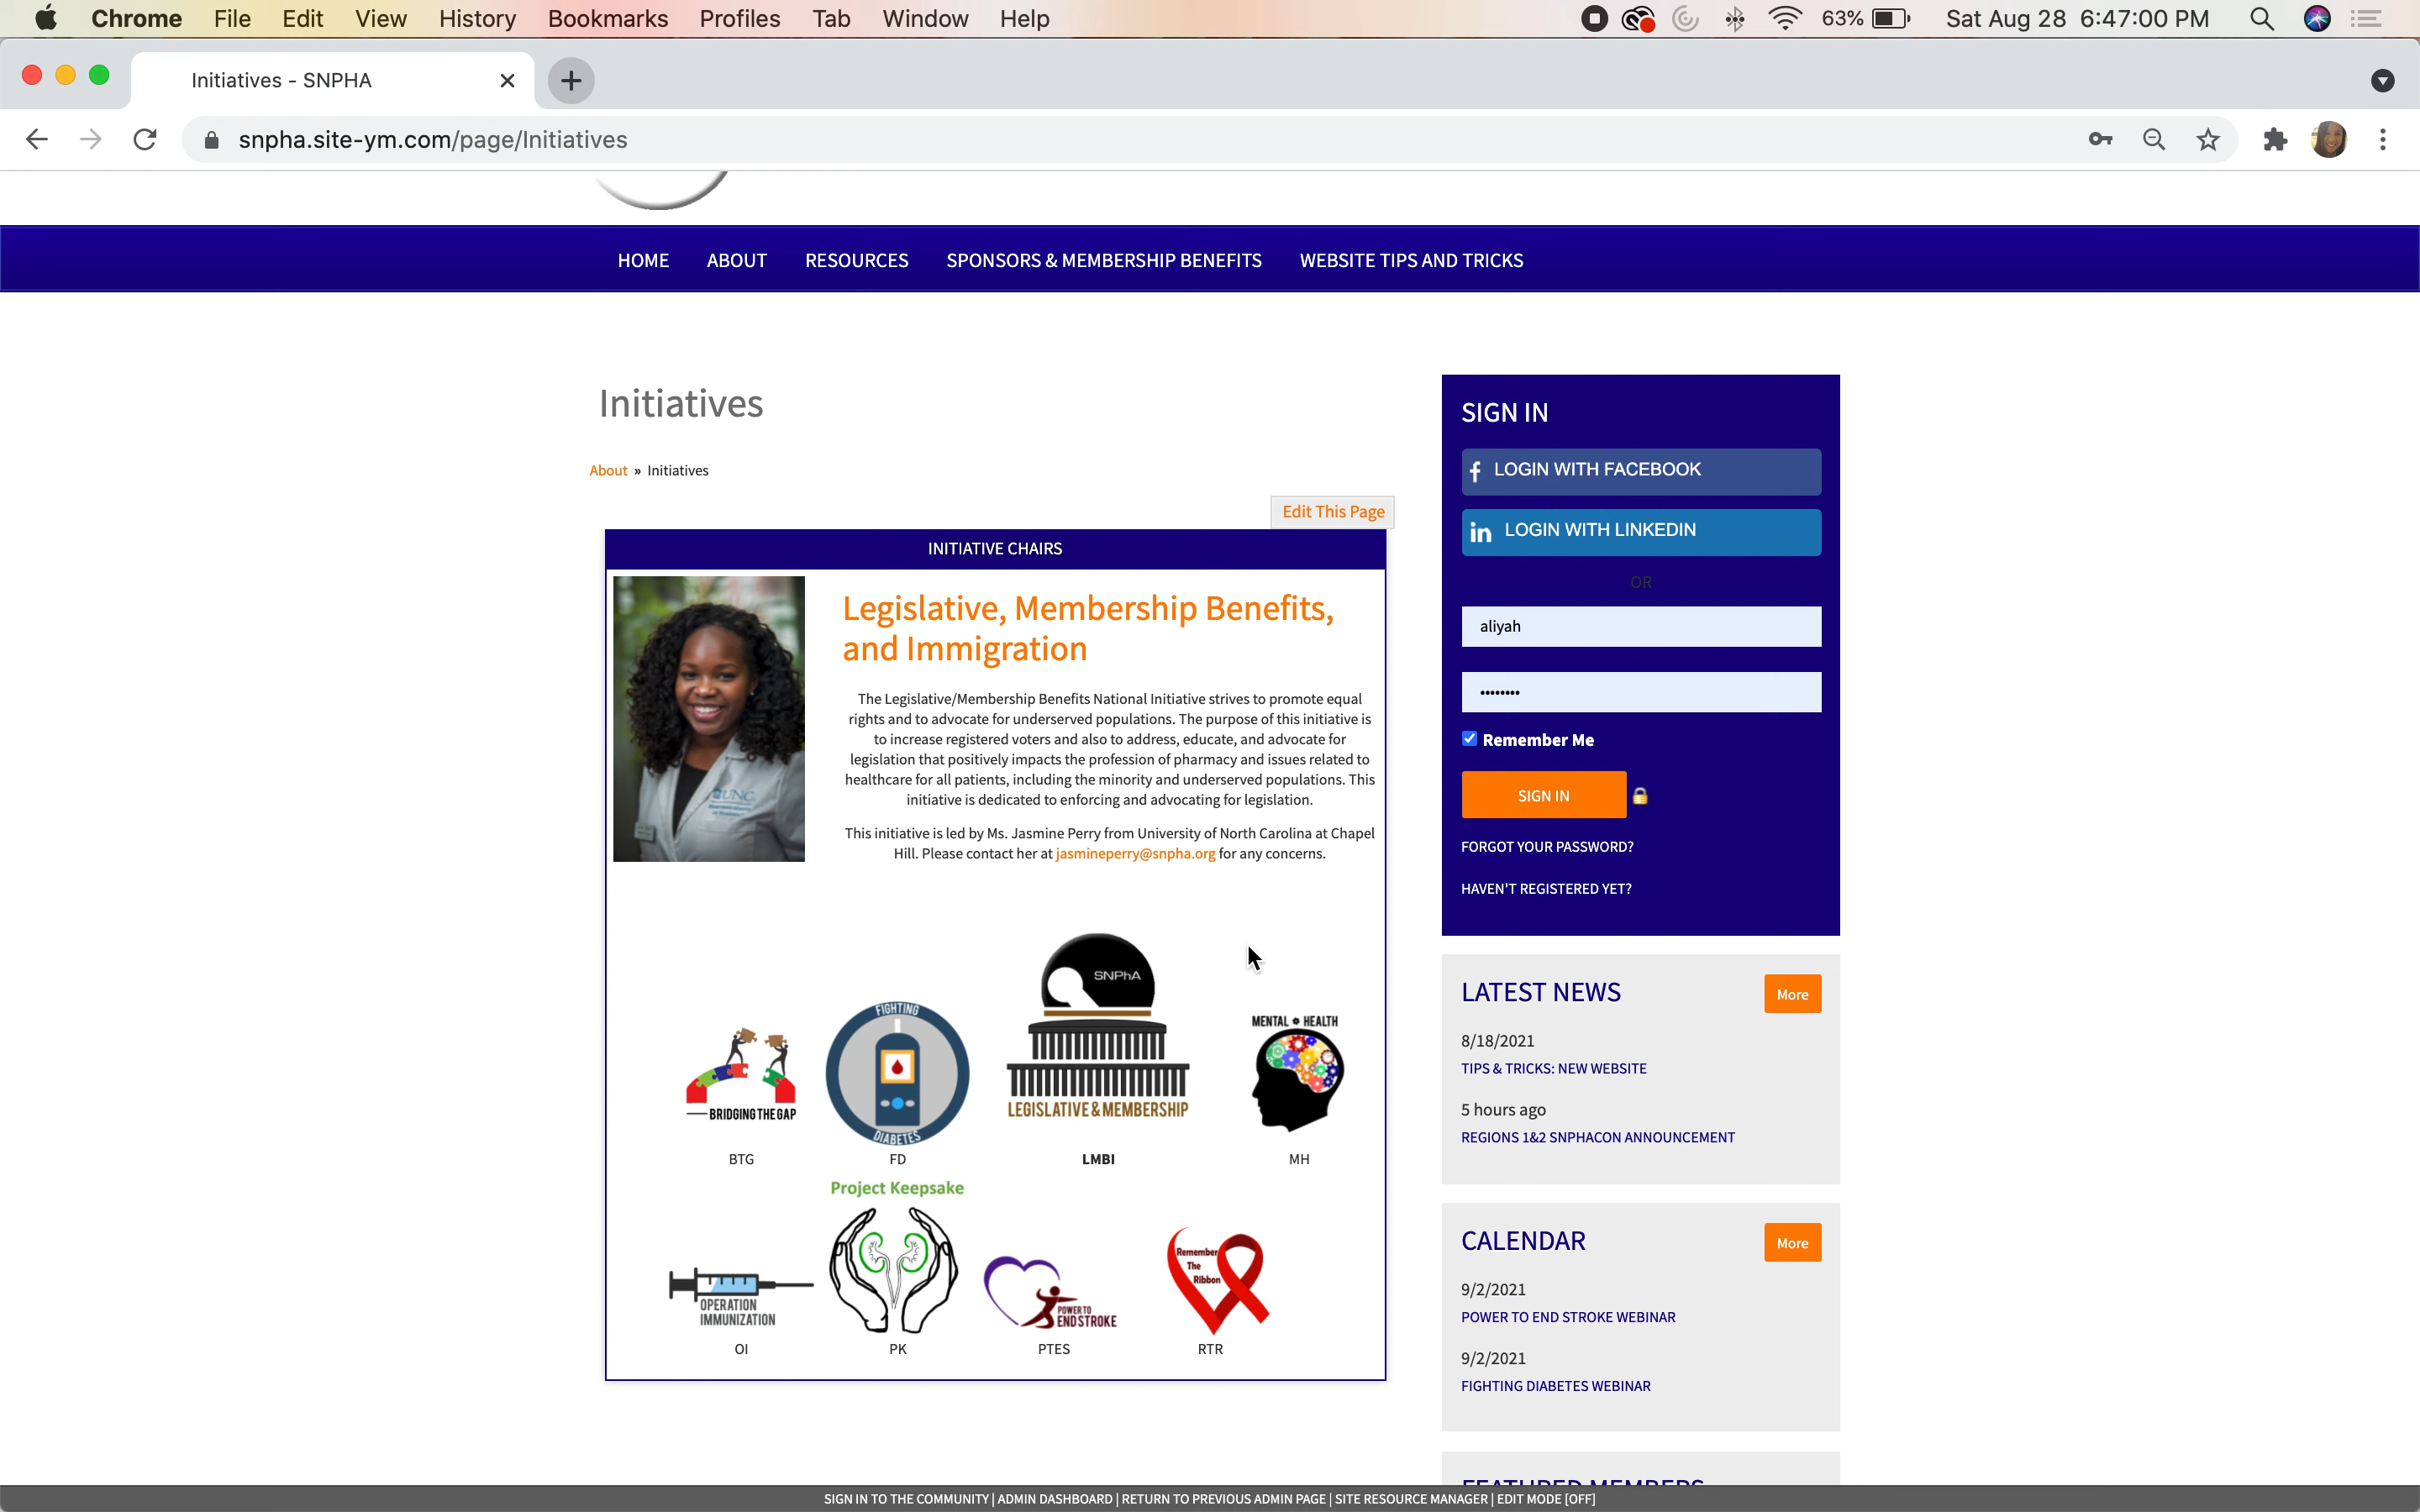 Chrome File Edit View History Bookmarks Profiles Tab Window Help 63% Sat Aug 28 6:47:00 PM
Initiatives - SNPHA
snpha.site-ym.com/page/Initiatives
HOME ABOUT RESOURCES SPONSORS & MEMBERSHIP BENEFITS WEBSITE TIPS AND TRICKS
Initiatives
About » Initiatives
Edit This Page
INITIATIVE CHAIRS
Legislative, Membership Benefits,
and Immigration
The Legislative/Membership Benefits National Initiative strives to promote equal
rights and to advocate for underserved populations. The purpose of this initiative is
to increase registered voters and also to address, educate, and advocate for
legislation that positively impacts the profession of pharmacy and issues related to
healthcare for all patients, including the minority and underserved populations. This
initiative is dedicated to enforcing and advocating for legislation.
This initiative is led by Ms. Jasmine Perry from University of North Carolina at Chapel
Hill. Please contact her at jasmineperry@snpha.org for any concerns.
UNC
SNPhA
FIGHTING
DIABETES
BRIDGING THE GAP
LEGISLATIVE & MEMBERSHIP
MENTAL HEALTH
BTG FD LMBI MH
Project Keepsake
OPERATION
IMMUNIZATION
POWER TO
END STROKE
Remember
The
Ribbon
OI PK PTES RTR
SIGN IN
f LOGIN WITH FACEBOOK
in LOGIN WITH LINKEDIN
OR
aliyah
••••••••
Remember Me
SIGN IN
FORGOT YOUR PASSWORD?
HAVEN'T REGISTERED YET?
LATEST NEWS More
8/18/2021
TIPS & TRICKS: NEW WEBSITE
5 hours ago
REGIONS 1&2 SNPHACON ANNOUNCEMENT
CALENDAR More
9/2/2021
POWER TO END STROKE WEBINAR
9/2/2021
FIGHTING DIABETES WEBINAR
FEATURED MEMBERS
SIGN IN TO THE COMMUNITY | ADMIN DASHBOARD | RETURN TO PREVIOUS ADMIN PAGE | SITE RESOURCE MANAGER | EDIT MODE [OFF]